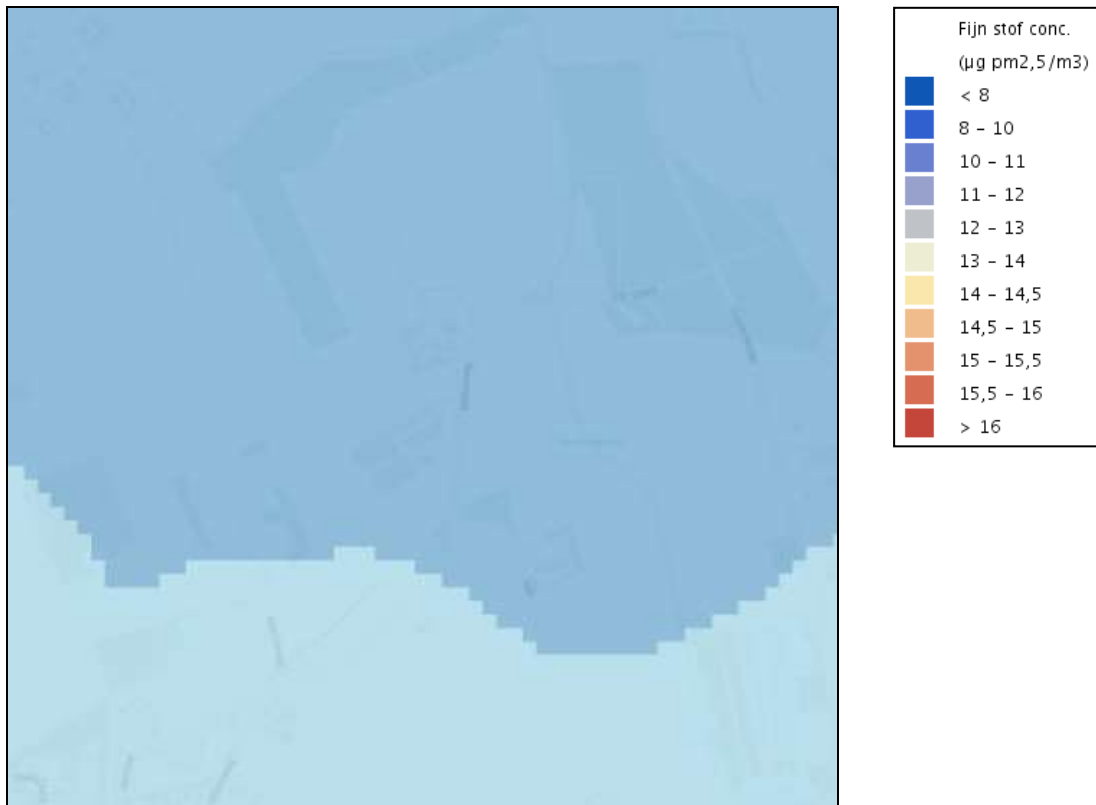 Fijn stof conc.
(µg pm2,5/m3)
< 8
8 – 10
10 – 11
11 – 12
12 – 13
13 – 14
14 – 14,5
14,5 – 15
15 – 15,5
15,5 – 16
> 16